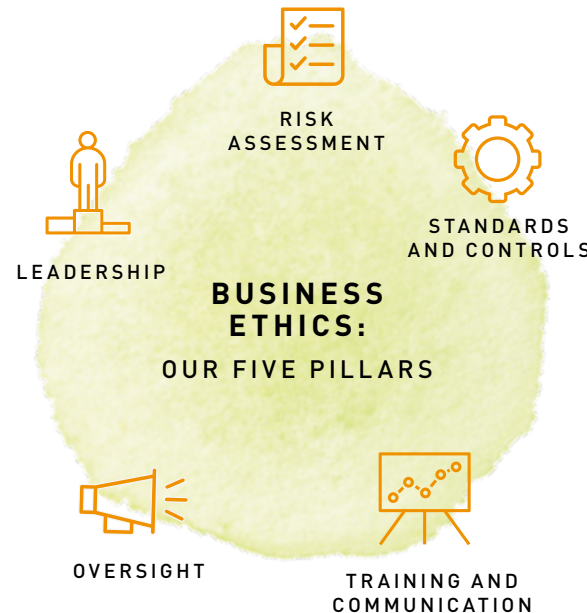 RISK
ASSESSMENT
STANDARDS
AND CONTROLS
LEADERSHIP
BUSINESS
ETHICS:
OUR FIVE PILLARS
OVERSIGHT
TRAINING AND
COMMUNICATION